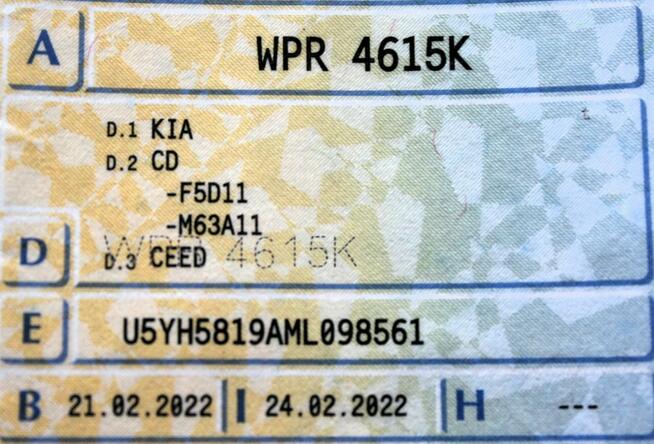 A WPR 4615K
D.1 KIA
D.2 CD
-F5D11
-M63A11
WPR 4615K
D D.3 CEED
E U5YH5819AML098561
B 21.02.2022 I 24.02.2022 H ---